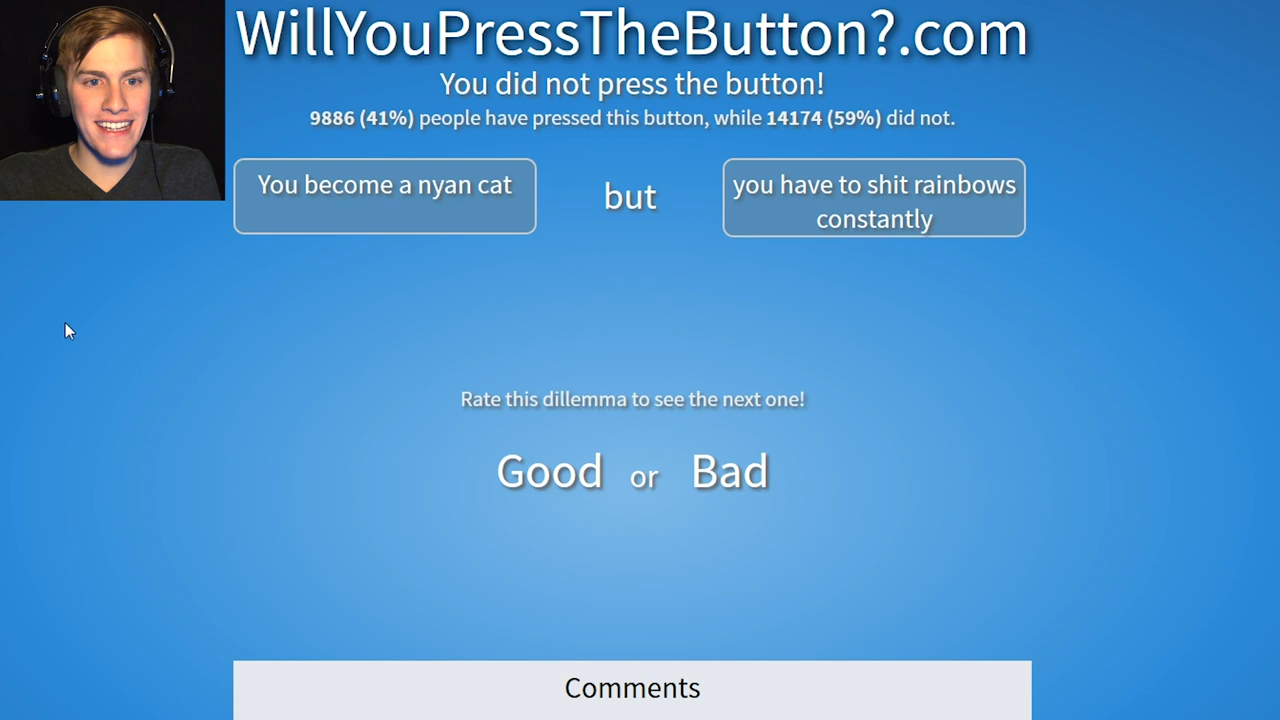 WillYouPressTheButton?.com
You did not press the button!
9886 (41%) people have pressed this button, while 14174 (59%) did not.
You become a nyan cat
but
you have to shit rainbows
constantly
Rate this dillemma to see the next one!
Good or Bad
Comments